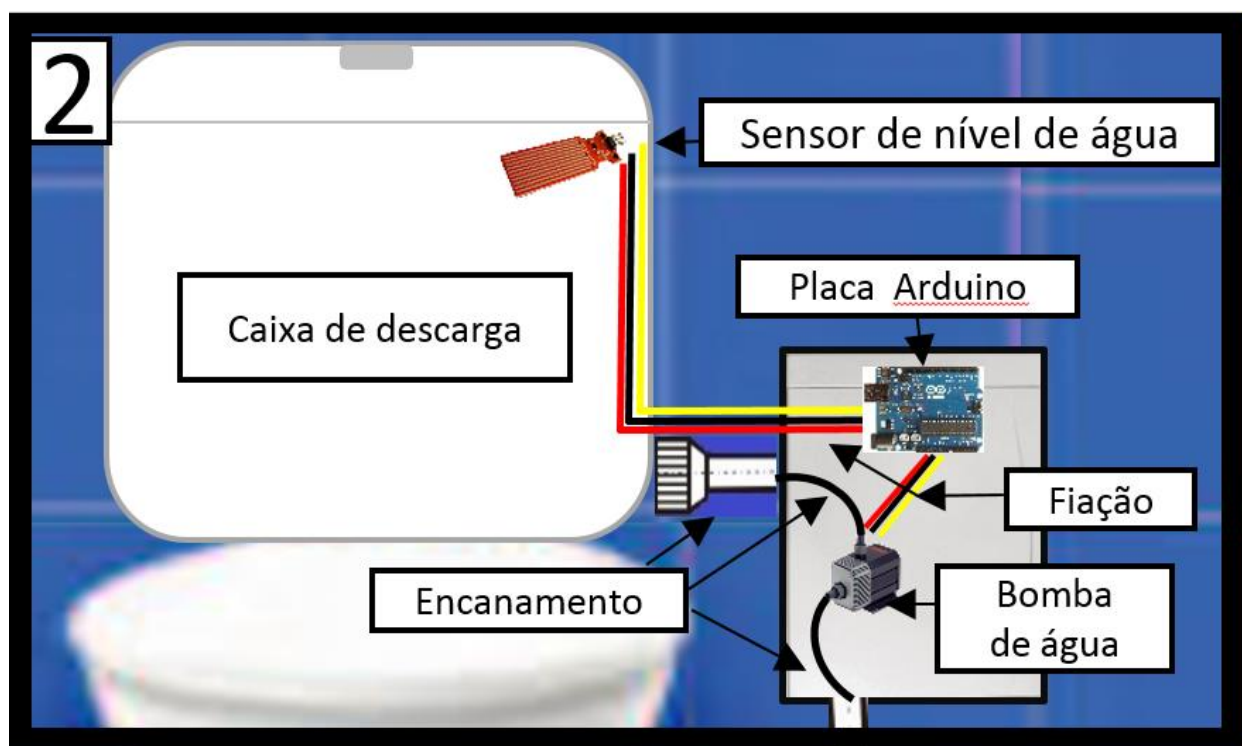 2
Sensor de nível de água
Placa Arduino
Caixa de descarga
Fiação
Encanamento
Bomba
de água